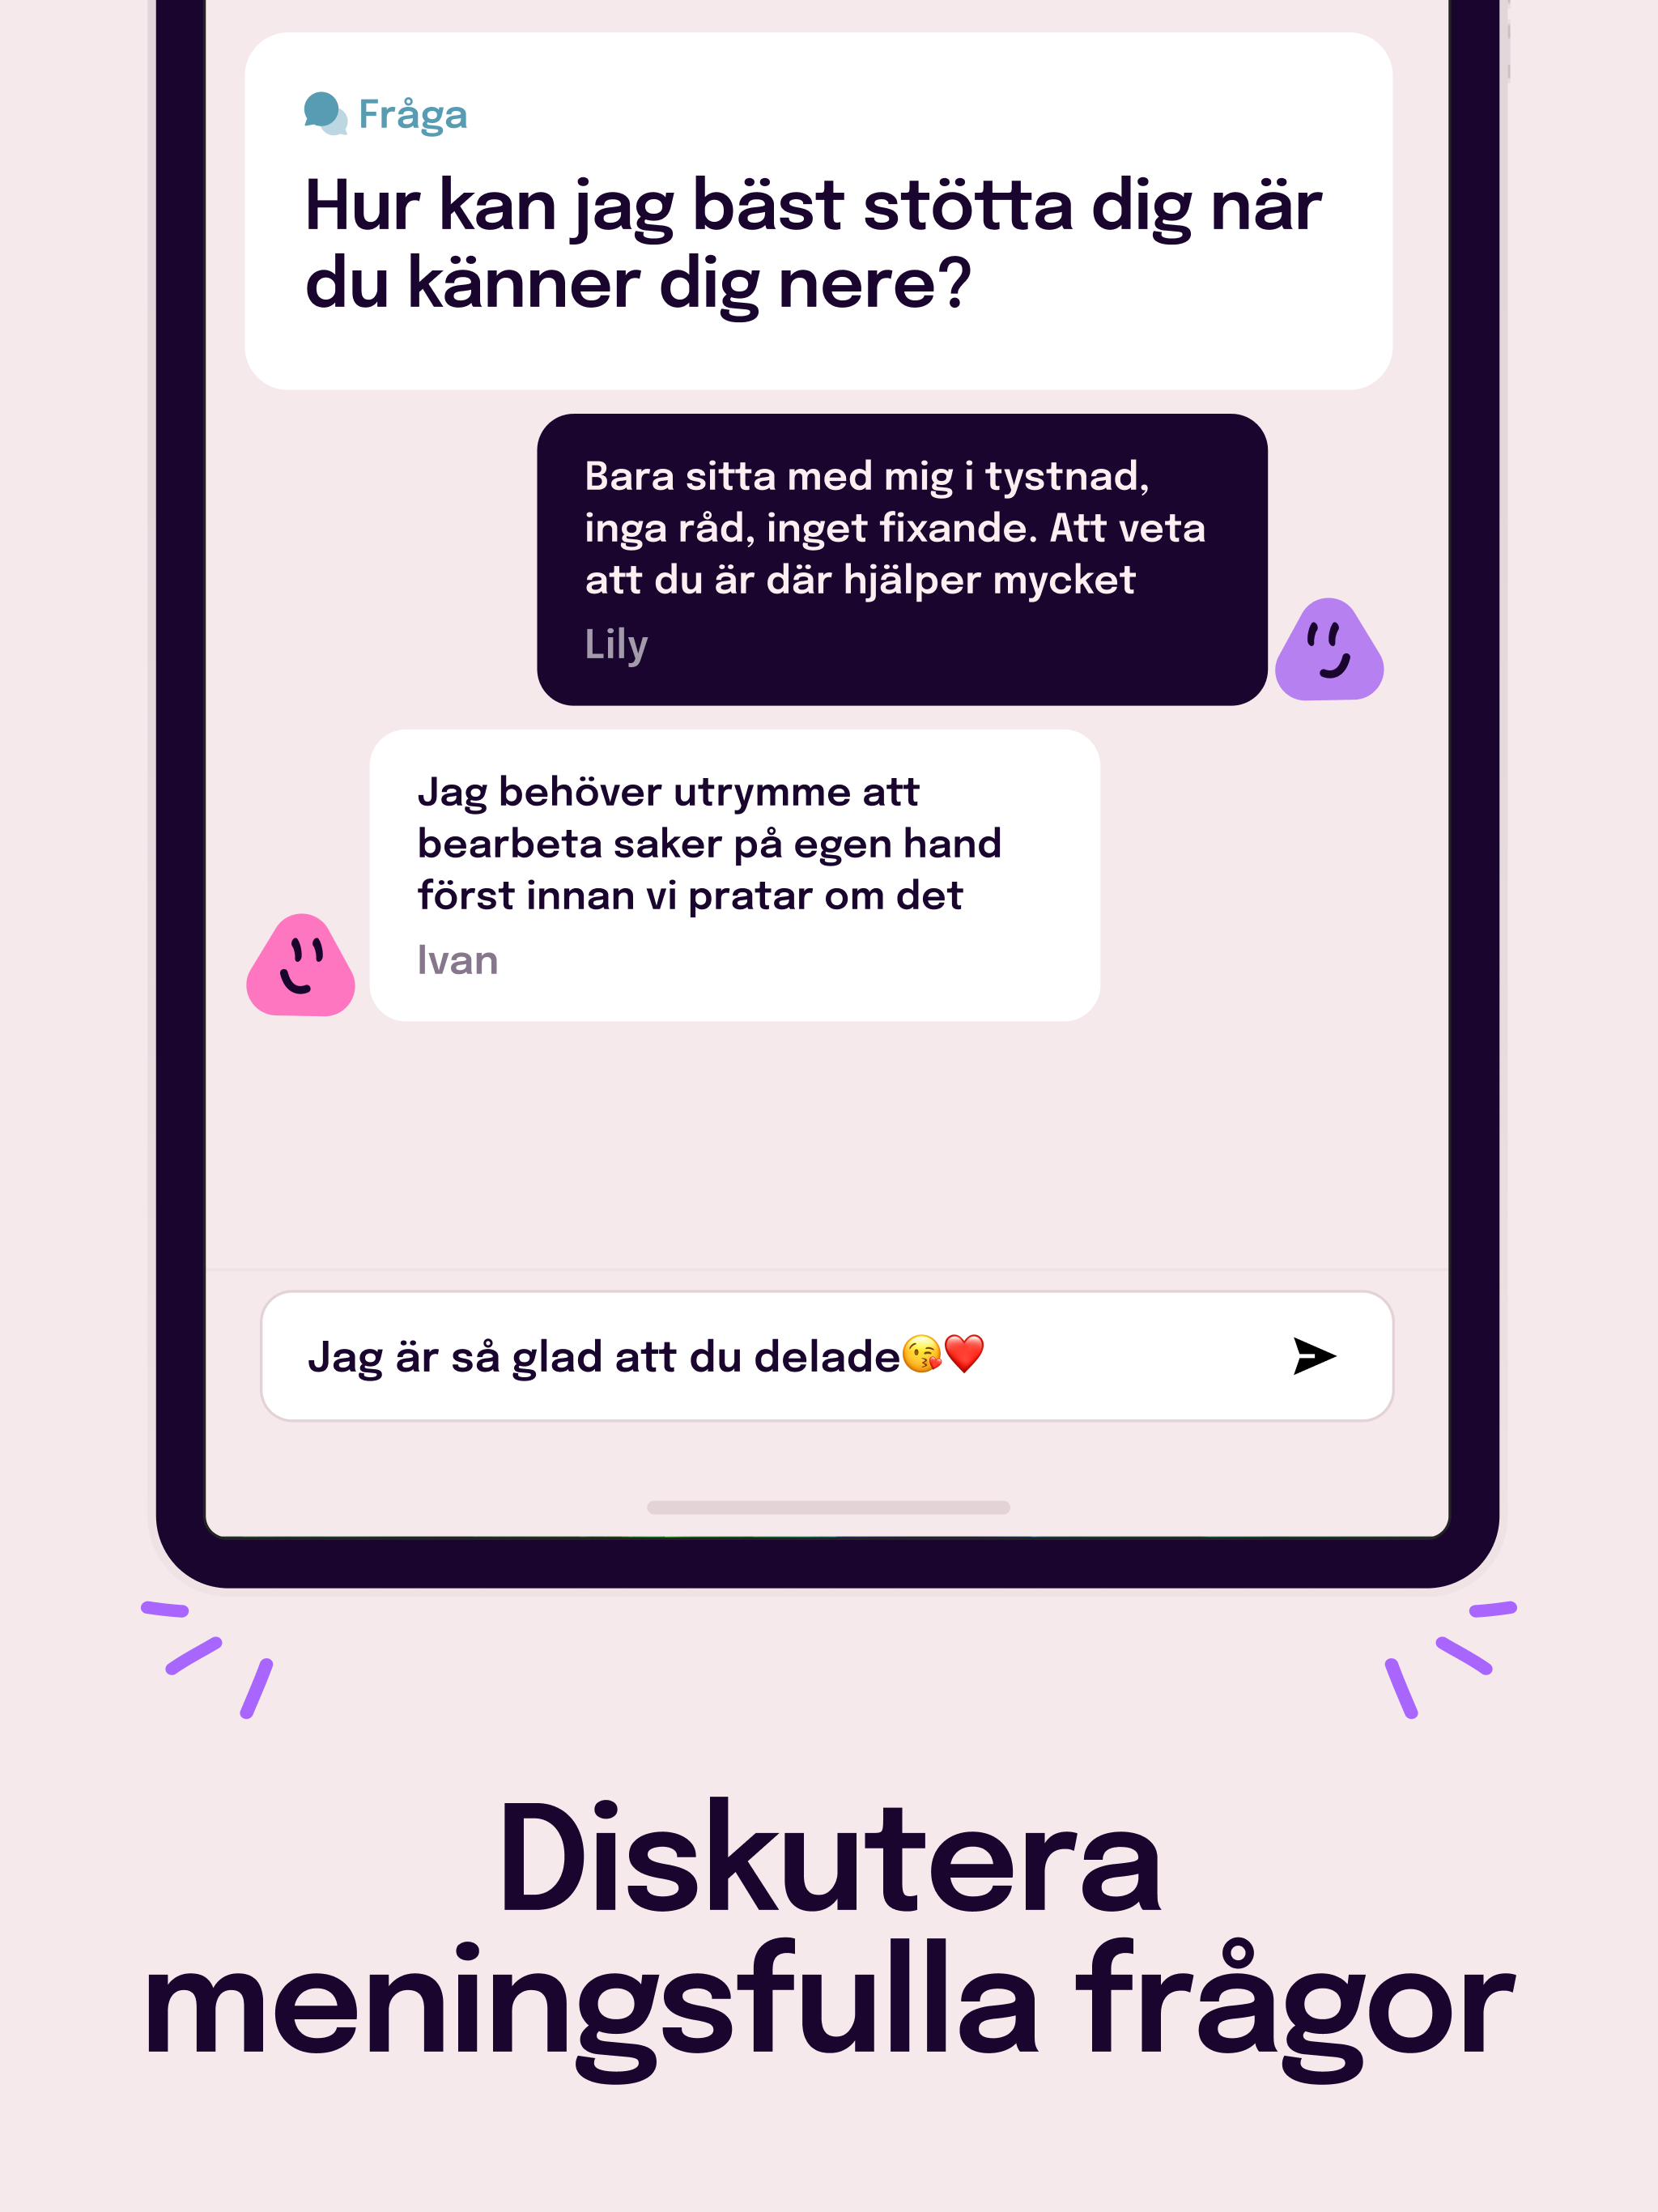 Fråga
Hur kan jag bäst stötta dig när
du känner dig nere?
Bara sitta med mig i tystnad,
inga råd, inget fixande. Att veta
att du är där hjälper mycket
Lily
Jag behöver utrymme att
bearbeta saker på egen hand
först innan vi pratar om det
Ivan
Jag är så glad att du delade😘❤️
Diskutera
meningsfulla frågor